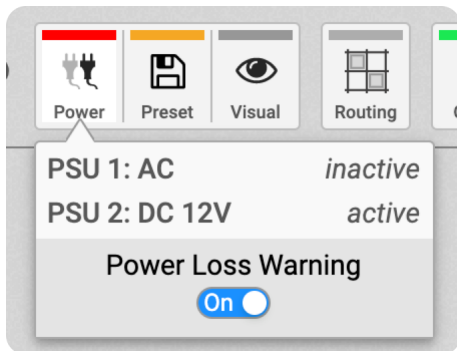 Power Preset Visual Routing
PSU 1: AC inactive
PSU 2: DC 12V active
Power Loss Warning
On